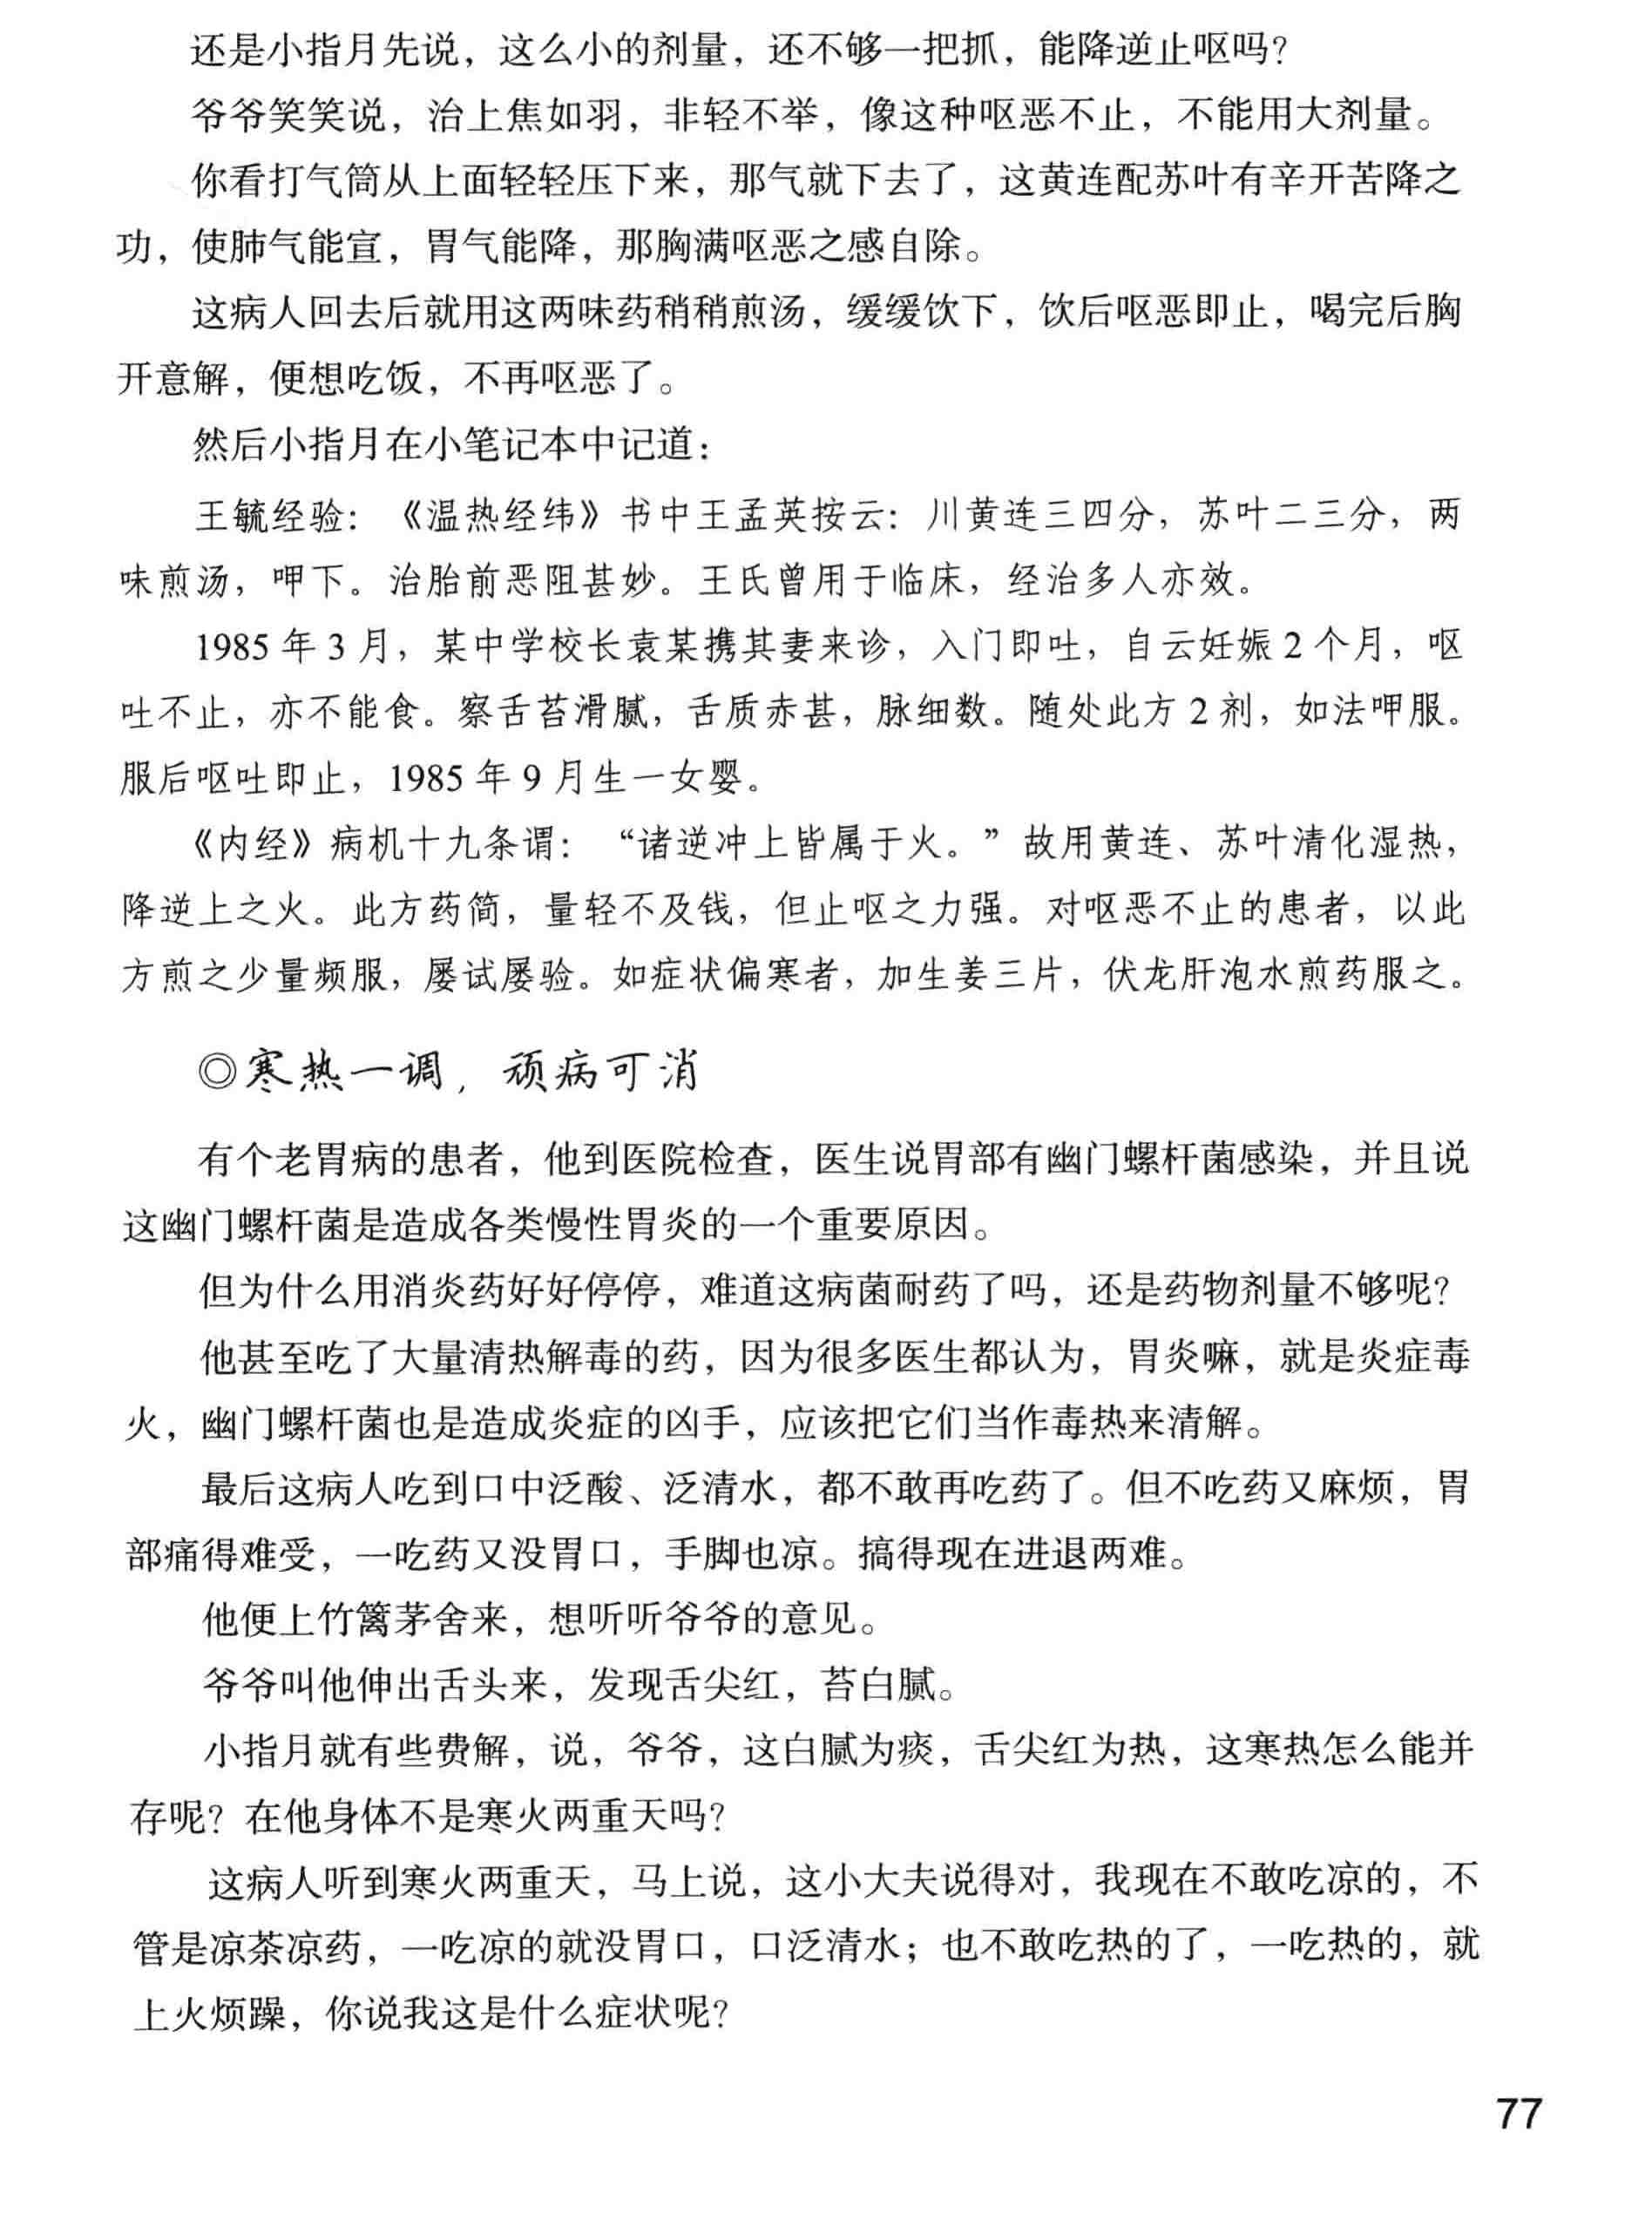 还是小指月先说，这么小的剂量，还不够一把抓，能降逆止呕吗？
爷爷笑笑说，治上焦如羽，非轻不举，像这种呕恶不止，不能用大剂量。
你看打气筒从上面轻轻压下来，那气就下去了，这黄连配苏叶有辛开苦降之
功，使肺气能宣，胃气能降，那胸满呕恶之感自除。
这病人回去后就用这两味药稍稍煎汤，缓缓饮下，饮后呕恶即止，喝完后胸
开意解，便想吃饭，不再呕恶了。
然后小指月在小笔记本中记道：
王毓经验：《温热经纬》书中王孟英按云：川黄连三四分，苏叶二三分，两
味煎汤，呷下。治胎前恶阻甚妙。王氏曾用于临床，经治多人亦效。
1985 年 3 月，某中学校长袁某携其妻来诊，入门即吐，自云妊娠 2 个月，呕
吐不止，亦不能食。察舌苔滑腻，舌质赤甚，脉细数。随处此方 2 剂，如法呷服。
服后呕吐即止，1985 年 9 月生一女婴。
《内经》病机十九条谓：“诸逆冲上皆属于火。”故用黄连、苏叶清化湿热，
降逆上之火。此方药简，量轻不及钱，但止呕之力强。对呕恶不止的患者，以此
方煎之少量频服，屡试屡验。如症状偏寒者，加生姜三片，伏龙肝泡水煎药服之。
◎寒热一调，顽病可消
有个老胃病的患者，他到医院检查，医生说胃部有幽门螺杆菌感染，并且说
这幽门螺杆菌是造成各类慢性胃炎的一个重要原因。
但为什么用消炎药好好停停，难道这病菌耐药了吗，还是药物剂量不够呢？
他甚至吃了大量清热解毒的药，因为很多医生都认为，胃炎嘛，就是炎症毒
火，幽门螺杆菌也是造成炎症的凶手，应该把它们当作毒热来清解。
最后这病人吃到口中泛酸、泛清水，都不敢再吃药了。但不吃药又麻烦，胃
部痛得难受，一吃药又没胃口，手脚也凉。搞得现在进退两难。
他便上竹篱茅舍来，想听听爷爷的意见。
爷爷叫他伸出舌头来，发现舌尖红，苔白腻。
小指月就有些费解，说，爷爷，这白腻为痰，舌尖红为热，这寒热怎么能并
存呢？在他身体不是寒火两重天吗？
这病人听到寒火两重天，马上说，这小大夫说得对，我现在不敢吃凉的，不
管是凉茶凉药，一吃凉的就没胃口，口泛清水；也不敢吃热的了，一吃热的，就
上火烦躁，你说我这是什么症状呢？
77